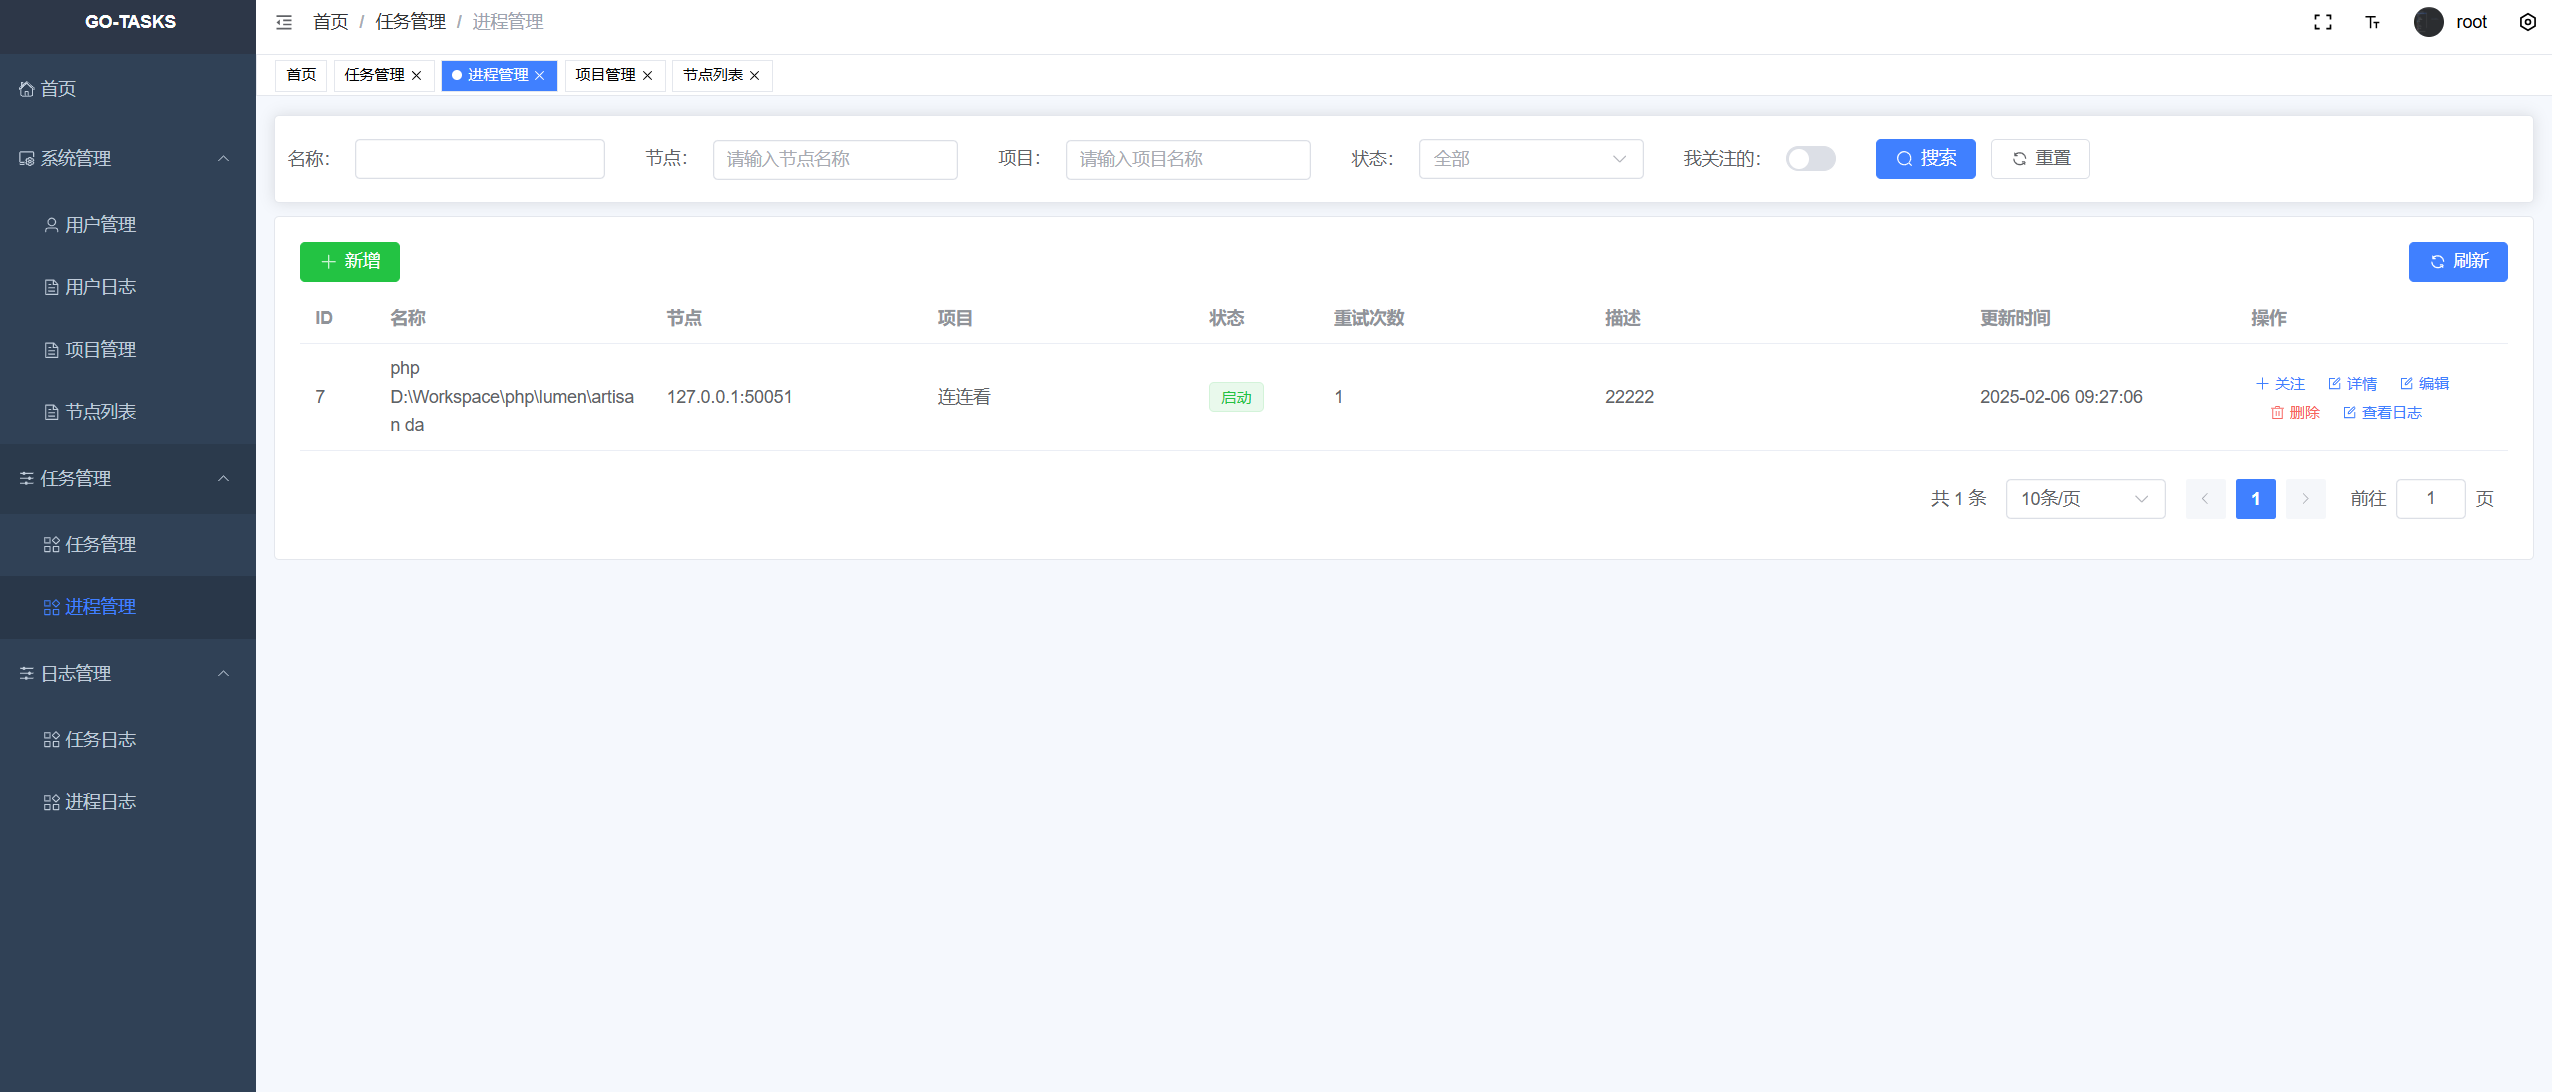 GO-TASKS
首页
系统管理
用户管理
用户日志
项目管理
节点列表
任务管理
任务管理
进程管理
日志管理
任务日志
进程日志
首页 / 任务管理 / 进程管理
root
首页 任务管理 进程管理 项目管理 节点列表
名称: 节点: 请输入节点名称 项目: 请输入项目名称 状态: 全部 我关注的: 搜索 重置
新增 刷新
ID 名称 节点 项目 状态 重试次数 描述 更新时间 操作
php
D:\Workspace\php\lumen\artisa
n da
7 127.0.0.1:50051 连连看 启动 1 22222 2025-02-06 09:27:06
关注 详情 编辑
删除 查看日志
共 1 条 10条/页 1 前往 1 页